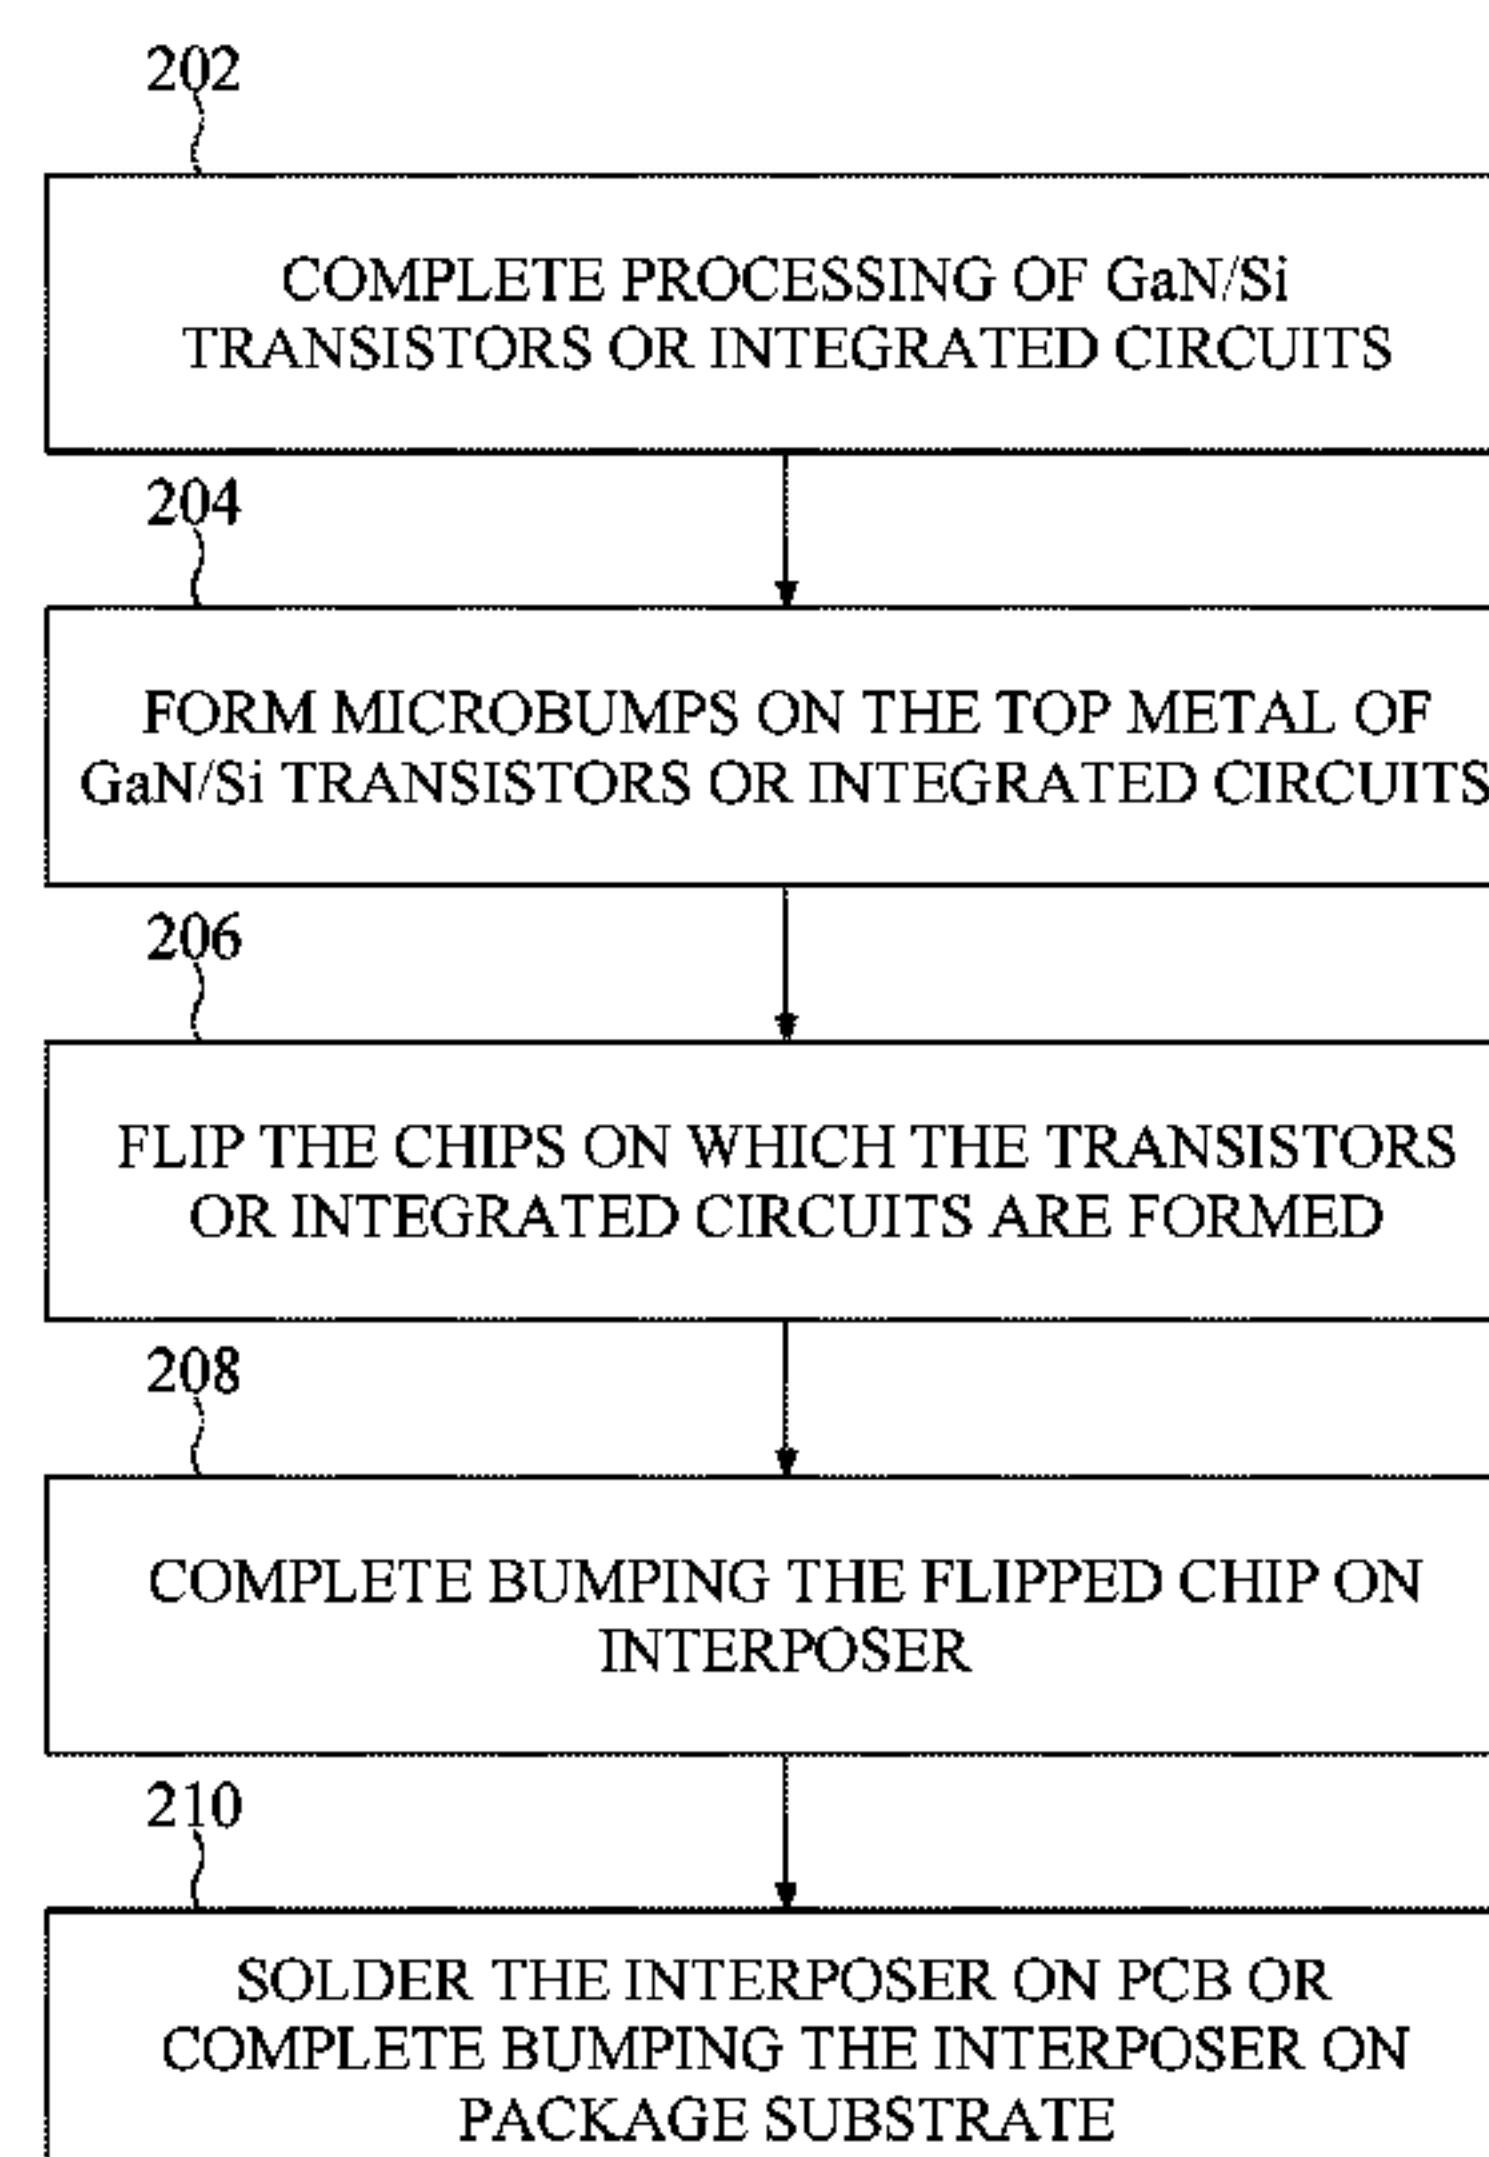 202
COMPLETE PROCESSING OF GaN/Si
TRANSISTORS OR INTEGRATED CIRCUITS
204
FORM MICROBUMPS ON THE TOP METAL OF
GaN/Si TRANSISTORS OR INTEGRATED CIRCUITS
206
FLIP THE CHIPS ON WHICH THE TRANSISTORS
OR INTEGRATED CIRCUITS ARE FORMED
208
COMPLETE BUMPING THE FLIPPED CHIP ON
INTERPOSER
210
SOLDER THE INTERPOSER ON PCB OR
COMPLETE BUMPING THE INTERPOSER ON
PACKAGE SUBSTRATE